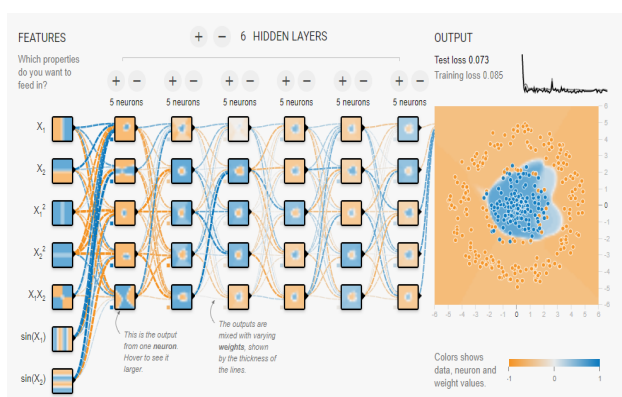 FEATURES
+ − 6 HIDDEN LAYERS
OUTPUT
Which properties
do you want to
feed in?
Test loss 0.073
Training loss 0.085
+ − + − + − + − + − + −
5 neurons 5 neurons 5 neurons 5 neurons 5 neurons 5 neurons
X₁
X₂
X₁²
X₂²
X₁X₂
sin(X₁)
sin(X₂)
This is the output
from one neuron.
Hover to see it
larger.
The outputs are
mixed with varying
weights, shown
by the thickness of
the lines.
6
5
4
3
2
1
0
-1
-2
-3
-4
-5
-6
-6 -5 -4 -3 -2 -1 0 1 2 3 4 5 6
Colors shows
data, neuron and
weight values.
-1 0 1